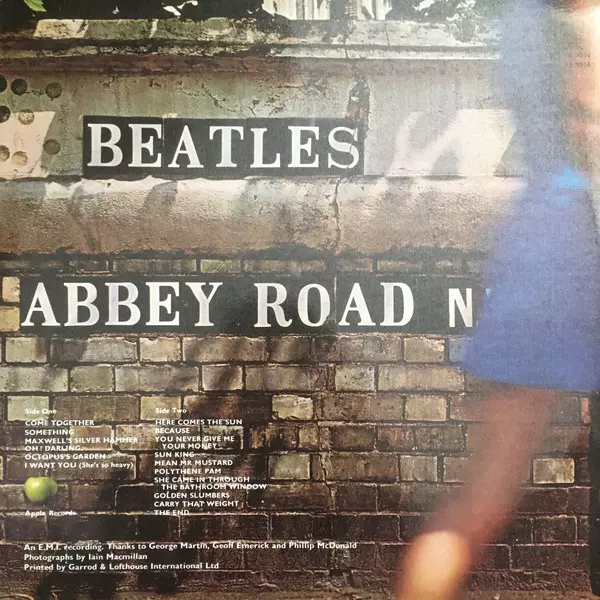 BEATLES
ABBEY ROAD N
Side One
COME TOGETHER
SOMETHING
MAXWELL'S SILVER HAMMER
OH! DARLING
OCTOPUS'S GARDEN
I WANT YOU (She's so heavy)
Apple Records
Side Two
HERE COMES THE SUN
BECAUSE
YOU NEVER GIVE ME
YOUR MONEY
SUN KING
MEAN MR MUSTARD
POLYTHENE PAM
SHE CAME IN THROUGH
THE BATHROOM WINDOW
GOLDEN SLUMBERS
CARRY THAT WEIGHT
THE END
An E.M.I. recording. Thanks to George Martin, Geoff Emerick and Phillip McDonald
Photographs by Iain Macmillan
Printed by Garrod & Lofthouse International Ltd